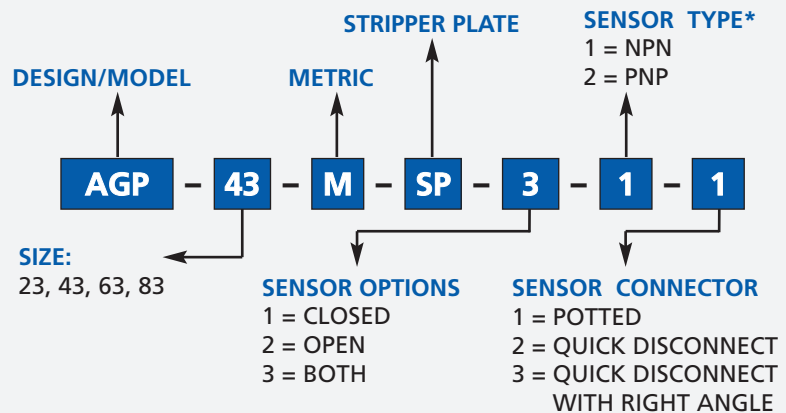 STRIPPER PLATE
SENSOR TYPE*
1 = NPN
2 = PNP
DESIGN/MODEL
METRIC
AGP - 43 - M - SP - 3 - 1 - 1
SIZE:
23, 43, 63, 83
SENSOR OPTIONS
1 = CLOSED
2 = OPEN
3 = BOTH
SENSOR CONNECTOR
1 = POTTED
2 = QUICK DISCONNECT
3 = QUICK DISCONNECT
WITH RIGHT ANGLE